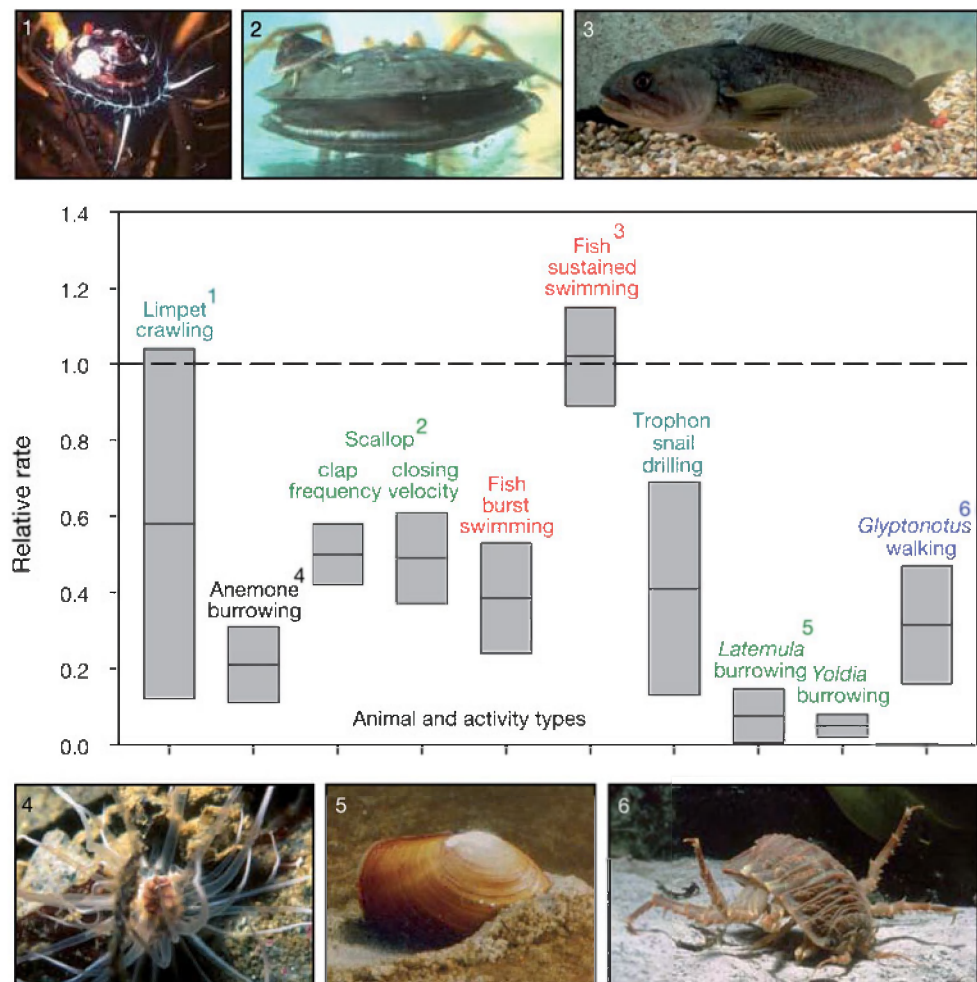 1
2
3
1.4
1.2
1.0
0.8
0.6
0.4
0.2
0.0
Relative rate
Limpet 1
crawling
Anemone 4
burrowing
Scallop 2
clap
frequency
closing
velocity
Fish
burst
swimming
Fish 3
sustained
swimming
Trophon
snail
drilling
Latemula 5
burrowing
Yoldia
burrowing
6
Glyptonotus
walking
Animal and activity types
4
5
6